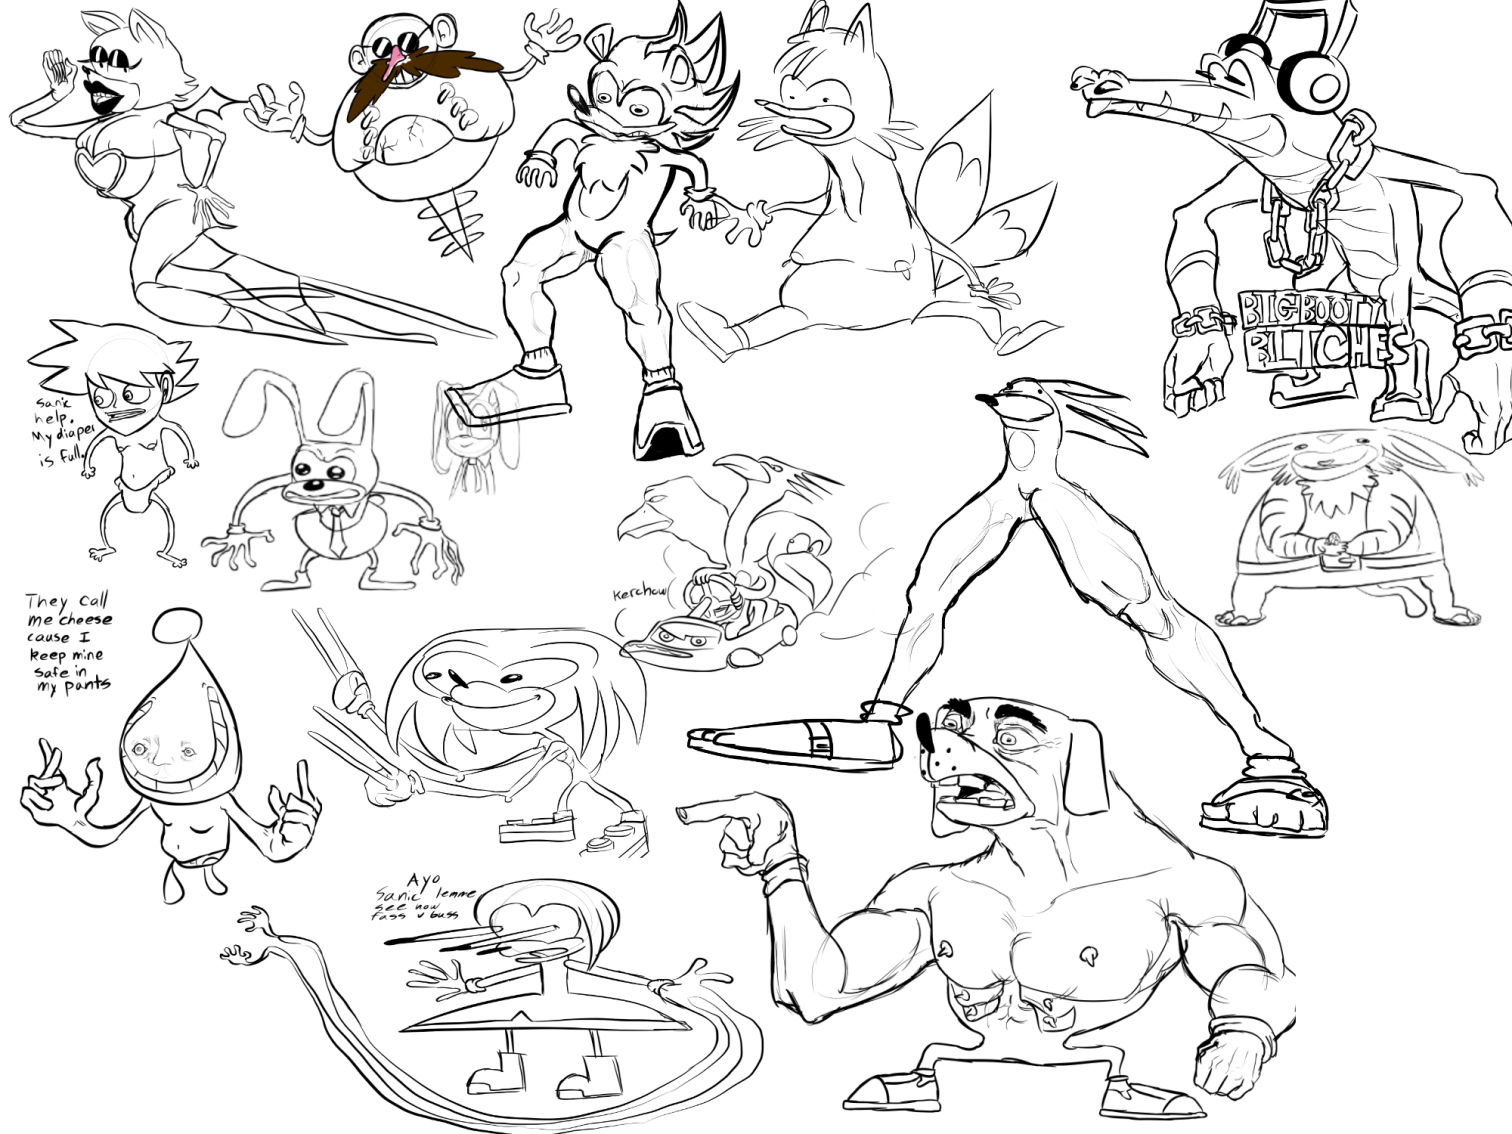 BIG BOOTY
BITCHES
Sanic
help.
My diaper
is full.
Kerchow
They call
me cheese
cause I
keep mine
safe in
my pants
Ayo
Sanic lemme
see how
fass u buss